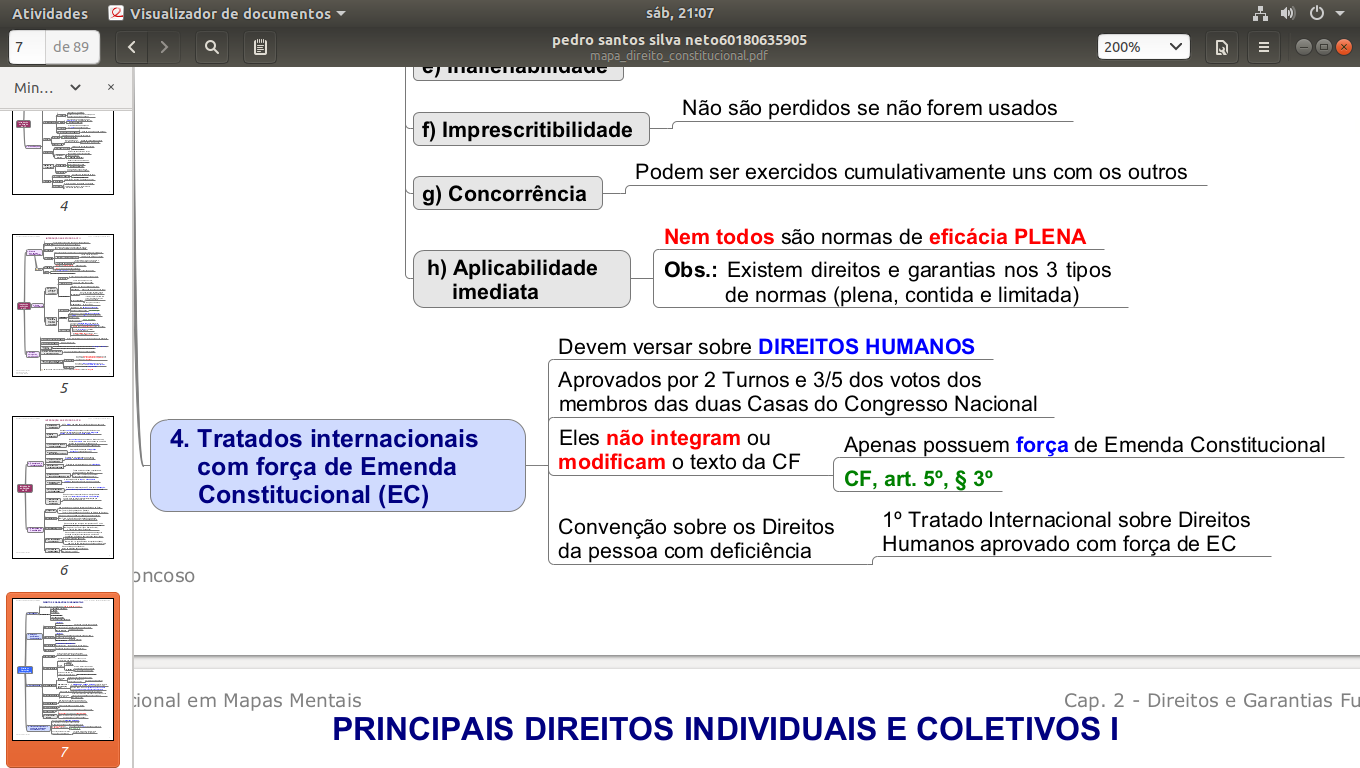 Atividades
Visualizador de documentos
sáb, 21:07
7
de 89
pedro santos silva neto60180635905
mapa_direito_constitucional.pdf
200%
Min…
4
5
6
7
e) Inalienabilidade
f) Imprescritibilidade
Não são perdidos se não forem usados
g) Concorrência
Podem ser exercidos cumulativamente uns com os outros
h) Aplicabilidade
imediata
Nem todos são normas de eficácia PLENA
Obs.: Existem direitos e garantias nos 3 tipos
de normas (plena, contida e limitada)
4. Tratados internacionais
com força de Emenda
Constitucional (EC)
Devem versar sobre DIREITOS HUMANOS
Aprovados por 2 Turnos e 3/5 dos votos dos
membros das duas Casas do Congresso Nacional
Eles não integram ou
modificam o texto da CF
Apenas possuem força de Emenda Constitucional
CF, art. 5º, § 3º
Convenção sobre os Direitos
da pessoa com deficiência
1º Tratado Internacional sobre Direitos
Humanos aprovado com força de EC
oncoso
cional em Mapas Mentais
Cap. 2 - Direitos e Garantias Fu
PRINCIPAIS DIREITOS INDIVIDUAIS E COLETIVOS I